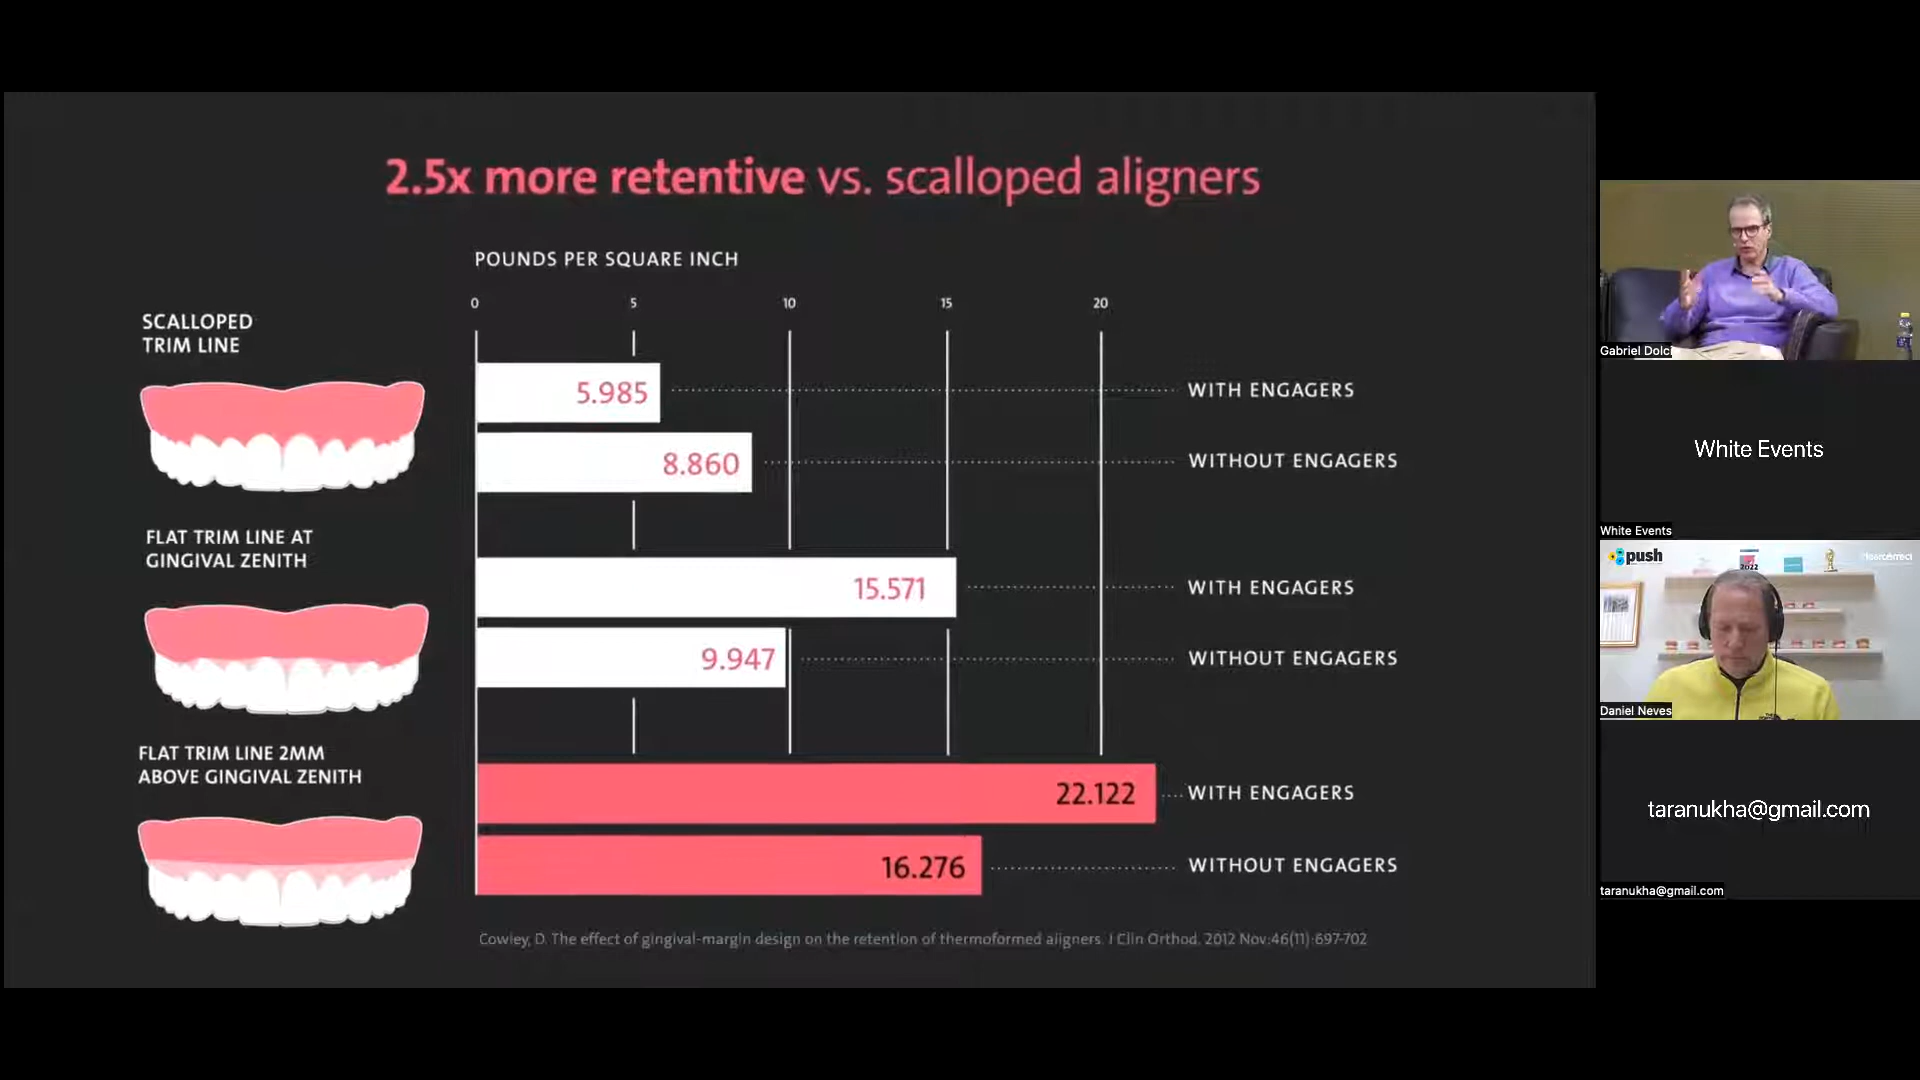 2.5x more retentive vs. scalloped aligners
POUNDS PER SQUARE INCH
0 5 10 15 20
SCALLOPED
TRIM LINE
5.985 WITH ENGAGERS
8.860 WITHOUT ENGAGERS
FLAT TRIM LINE AT
GINGIVAL ZENITH
15.571 WITH ENGAGERS
9.947 WITHOUT ENGAGERS
FLAT TRIM LINE 2MM
ABOVE GINGIVAL ZENITH
22.122 WITH ENGAGERS
16.276 WITHOUT ENGAGERS
Cowley, D. The effect of gingival-margin design on the retention of thermoformed aligners. J Clin Orthod. 2012 Nov;46(11):697-702
Gabriel Dolci
White Events
White Events
push
2022
Daniel Neves
taranukha@gmail.com
taranukha@gmail.com